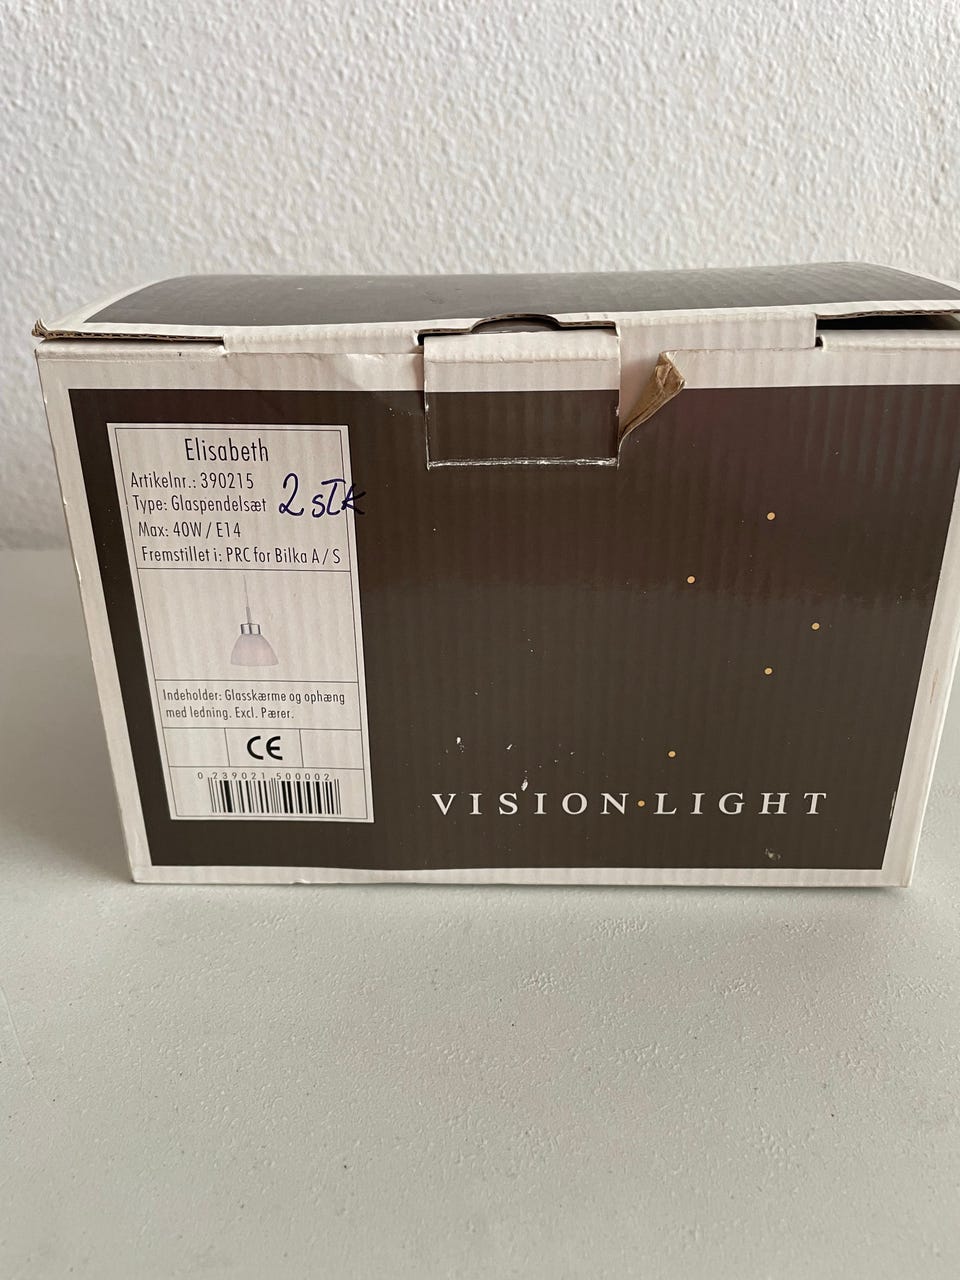 Elisabeth
Artikelnr.: 390215
Type: Glaspendelsæt 2 stk
Max: 40W / E14
Fremstillet i: PRC for Bilka A / S
Indeholder: Glasskærme og ophæng
med ledning. Excl. Pærer.
CE
0 239021 500002
VISION·LIGHT